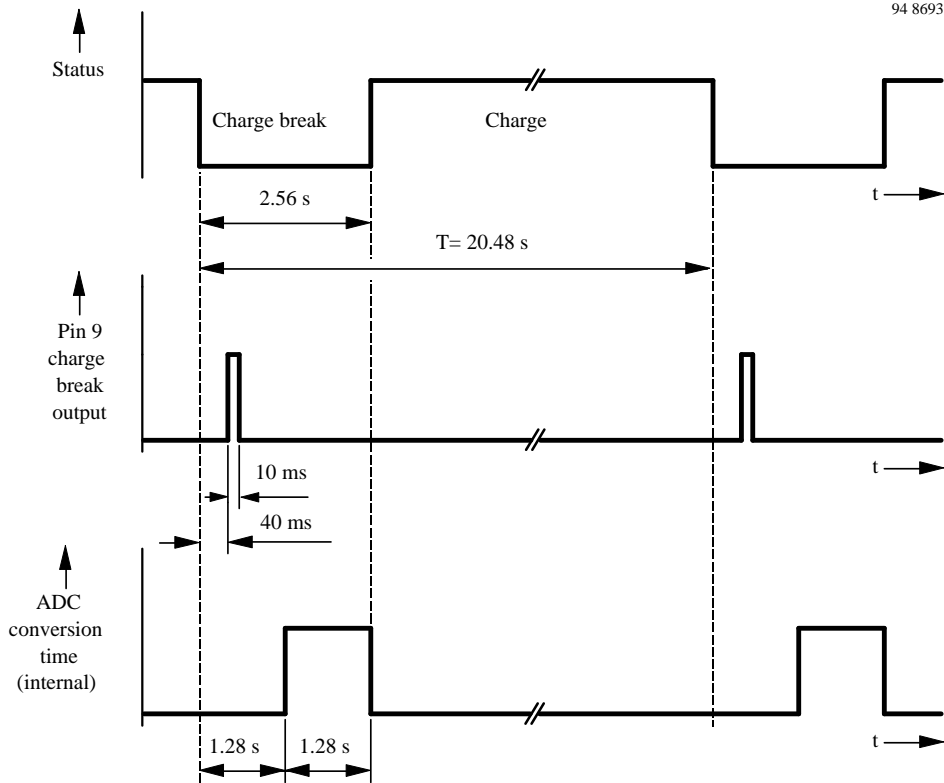 94 8693
Status
Charge break
Charge
t
2.56 s
T= 20.48 s
Pin 9
charge
break
output
t
10 ms
40 ms
ADC
conversion
time
(internal)
t
1.28 s
1.28 s